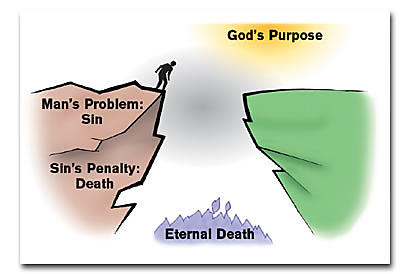 God's Purpose
Man's Problem:
Sin
Sin's Penalty:
Death
Eternal Death